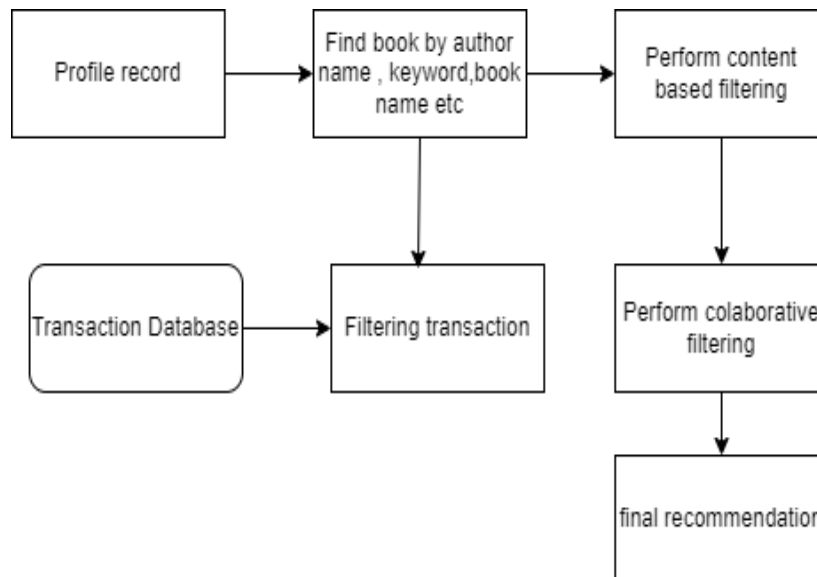 Profile record
Find book by author
name , keyword,book
name etc
Perform content
based filtering
Transaction Database
Filtering transaction
Perform colaborative
filtering
final recommendation